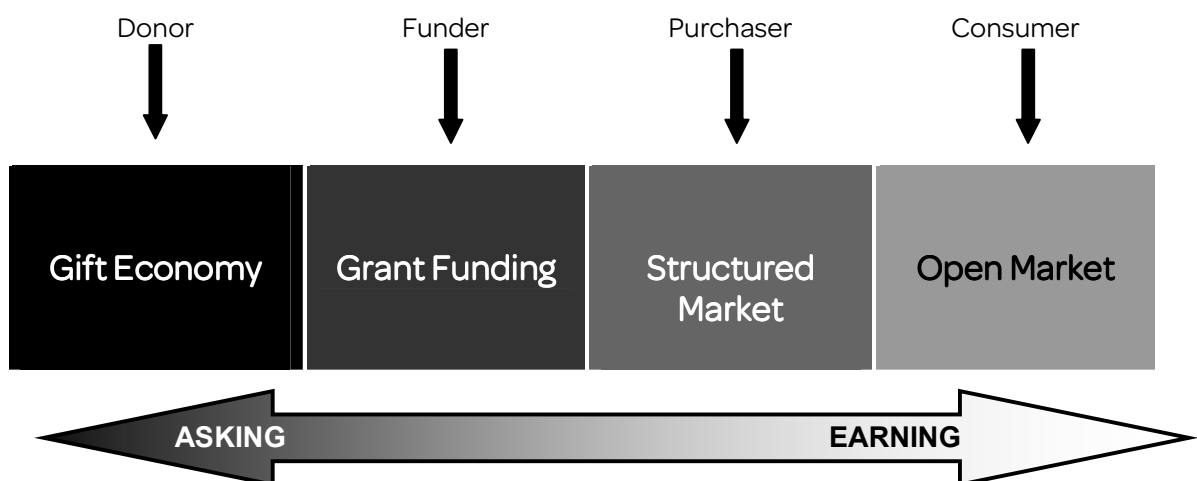 Donor
Funder
Purchaser
Consumer
Gift Economy
Grant Funding
Structured
Market
Open Market
ASKING
EARNING